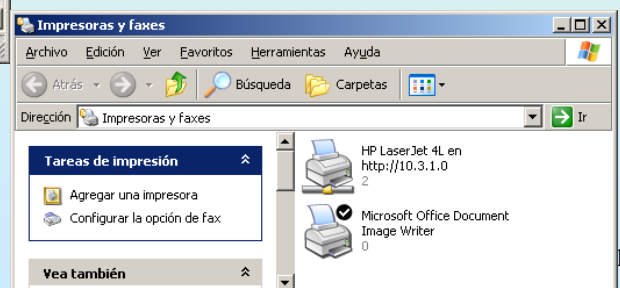 Impresoras y faxes
Archivo Edición Ver Favoritos Herramientas Ayuda
Atrás Búsqueda Carpetas
Dirección Impresoras y faxes Ir
Tareas de impresión
Agregar una impresora
Configurar la opción de fax
Vea también
HP LaserJet 4L en
http://10.3.1.0
2
Microsoft Office Document
Image Writer
0